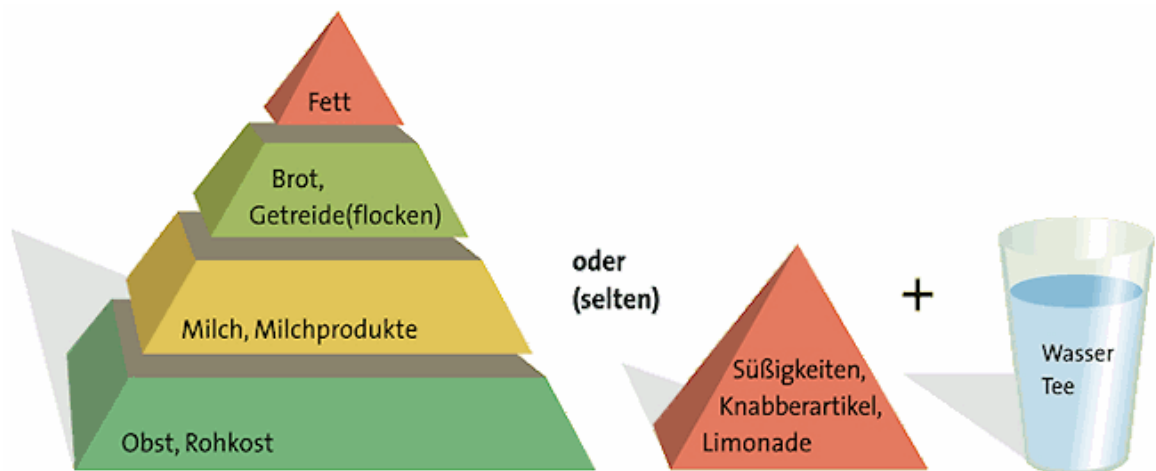 Fett
Brot,
Getreide(flocken)
Milch, Milchprodukte
Obst, Rohkost
oder
(selten)
Süßigkeiten,
Knabberartikel,
Limonade
+
Wasser
Tee